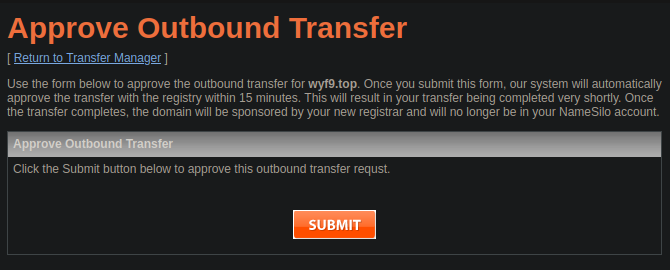 Approve Outbound Transfer
[ Return to Transfer Manager ]
Use the form below to approve the outbound transfer for wyf9.top. Once you submit this form, our system will automatically
approve the transfer with the registry within 15 minutes. This will result in your transfer being completed very shortly. Once
the transfer completes, the domain will be sponsored by your new registrar and will no longer be in your NameSilo account.
Approve Outbound Transfer
Click the Submit button below to approve this outbound transfer requst.
SUBMIT